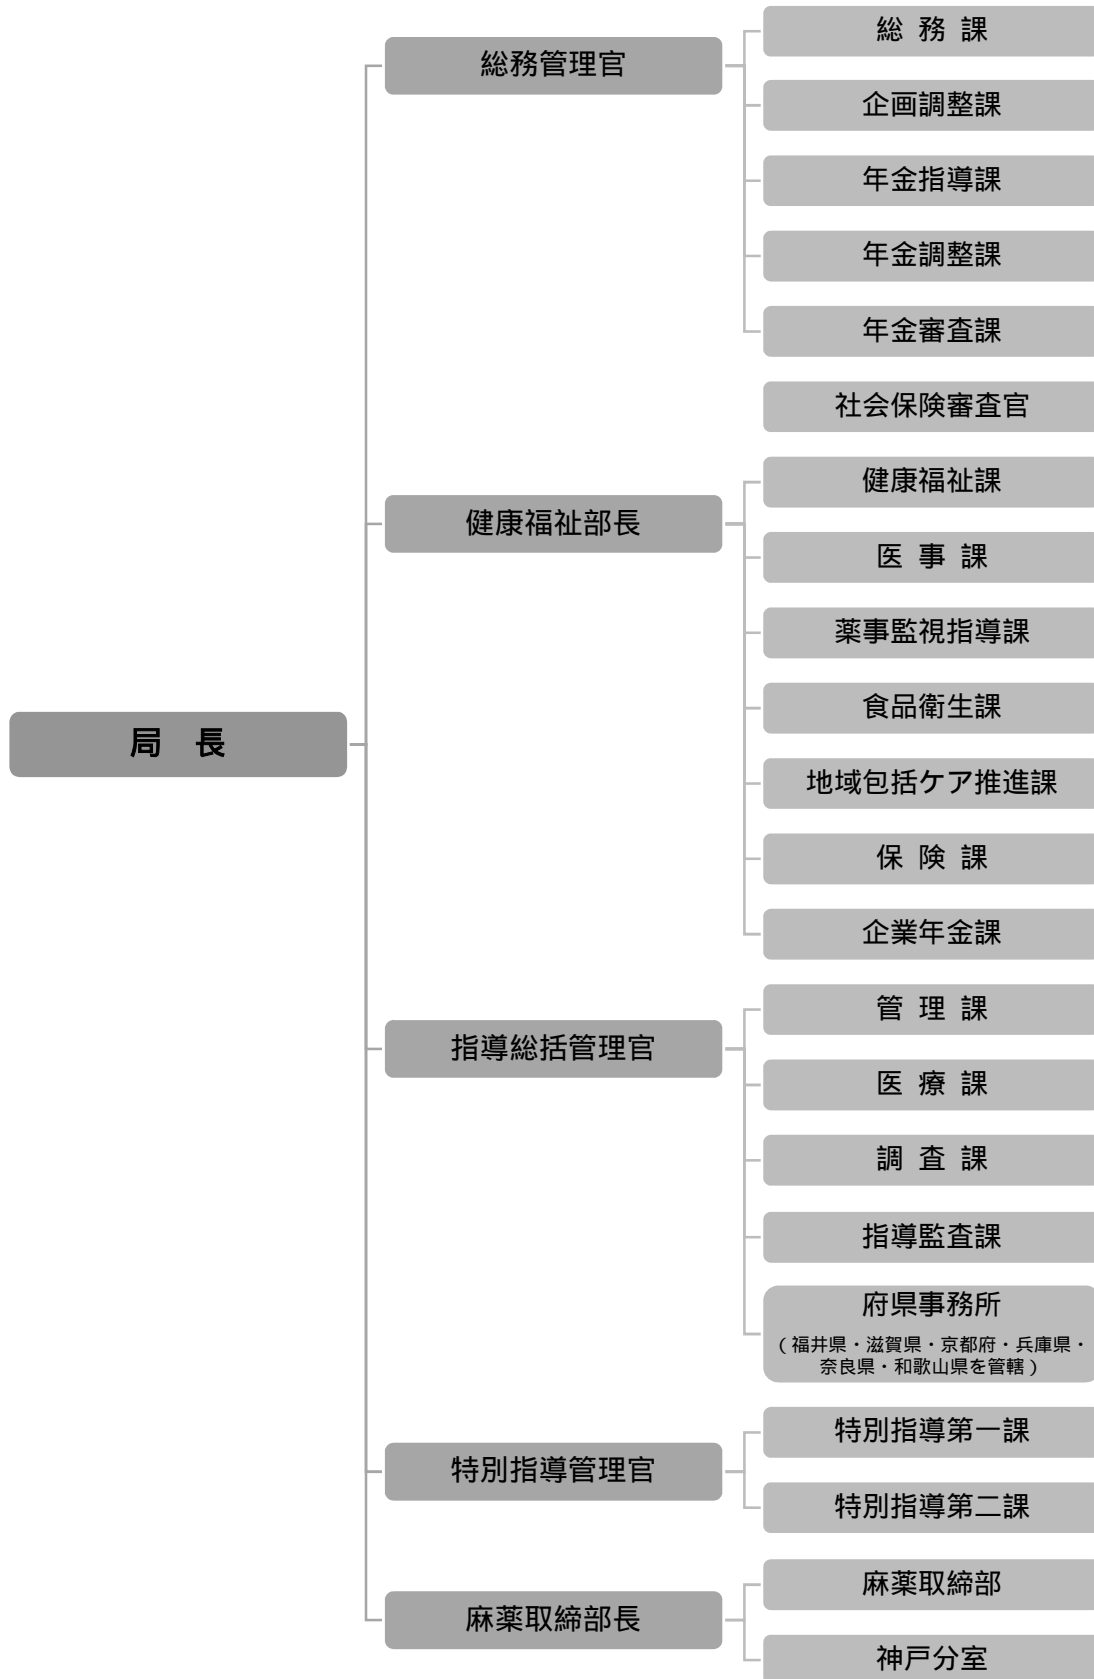 局　長
総務管理官
総 務 課
企画調整課
年金指導課
年金調整課
年金審査課
社会保険審査官
健康福祉部長
健康福祉課
医 事 課
薬事監視指導課
食品衛生課
地域包括ケア推進課
保 険 課
企業年金課
指導総括管理官
管 理 課
医 療 課
調 査 課
指導監査課
府県事務所
（福井県・滋賀県・京都府・兵庫県・
奈良県・和歌山県を管轄）
特別指導管理官
特別指導第一課
特別指導第二課
麻薬取締部長
麻薬取締部
神戸分室